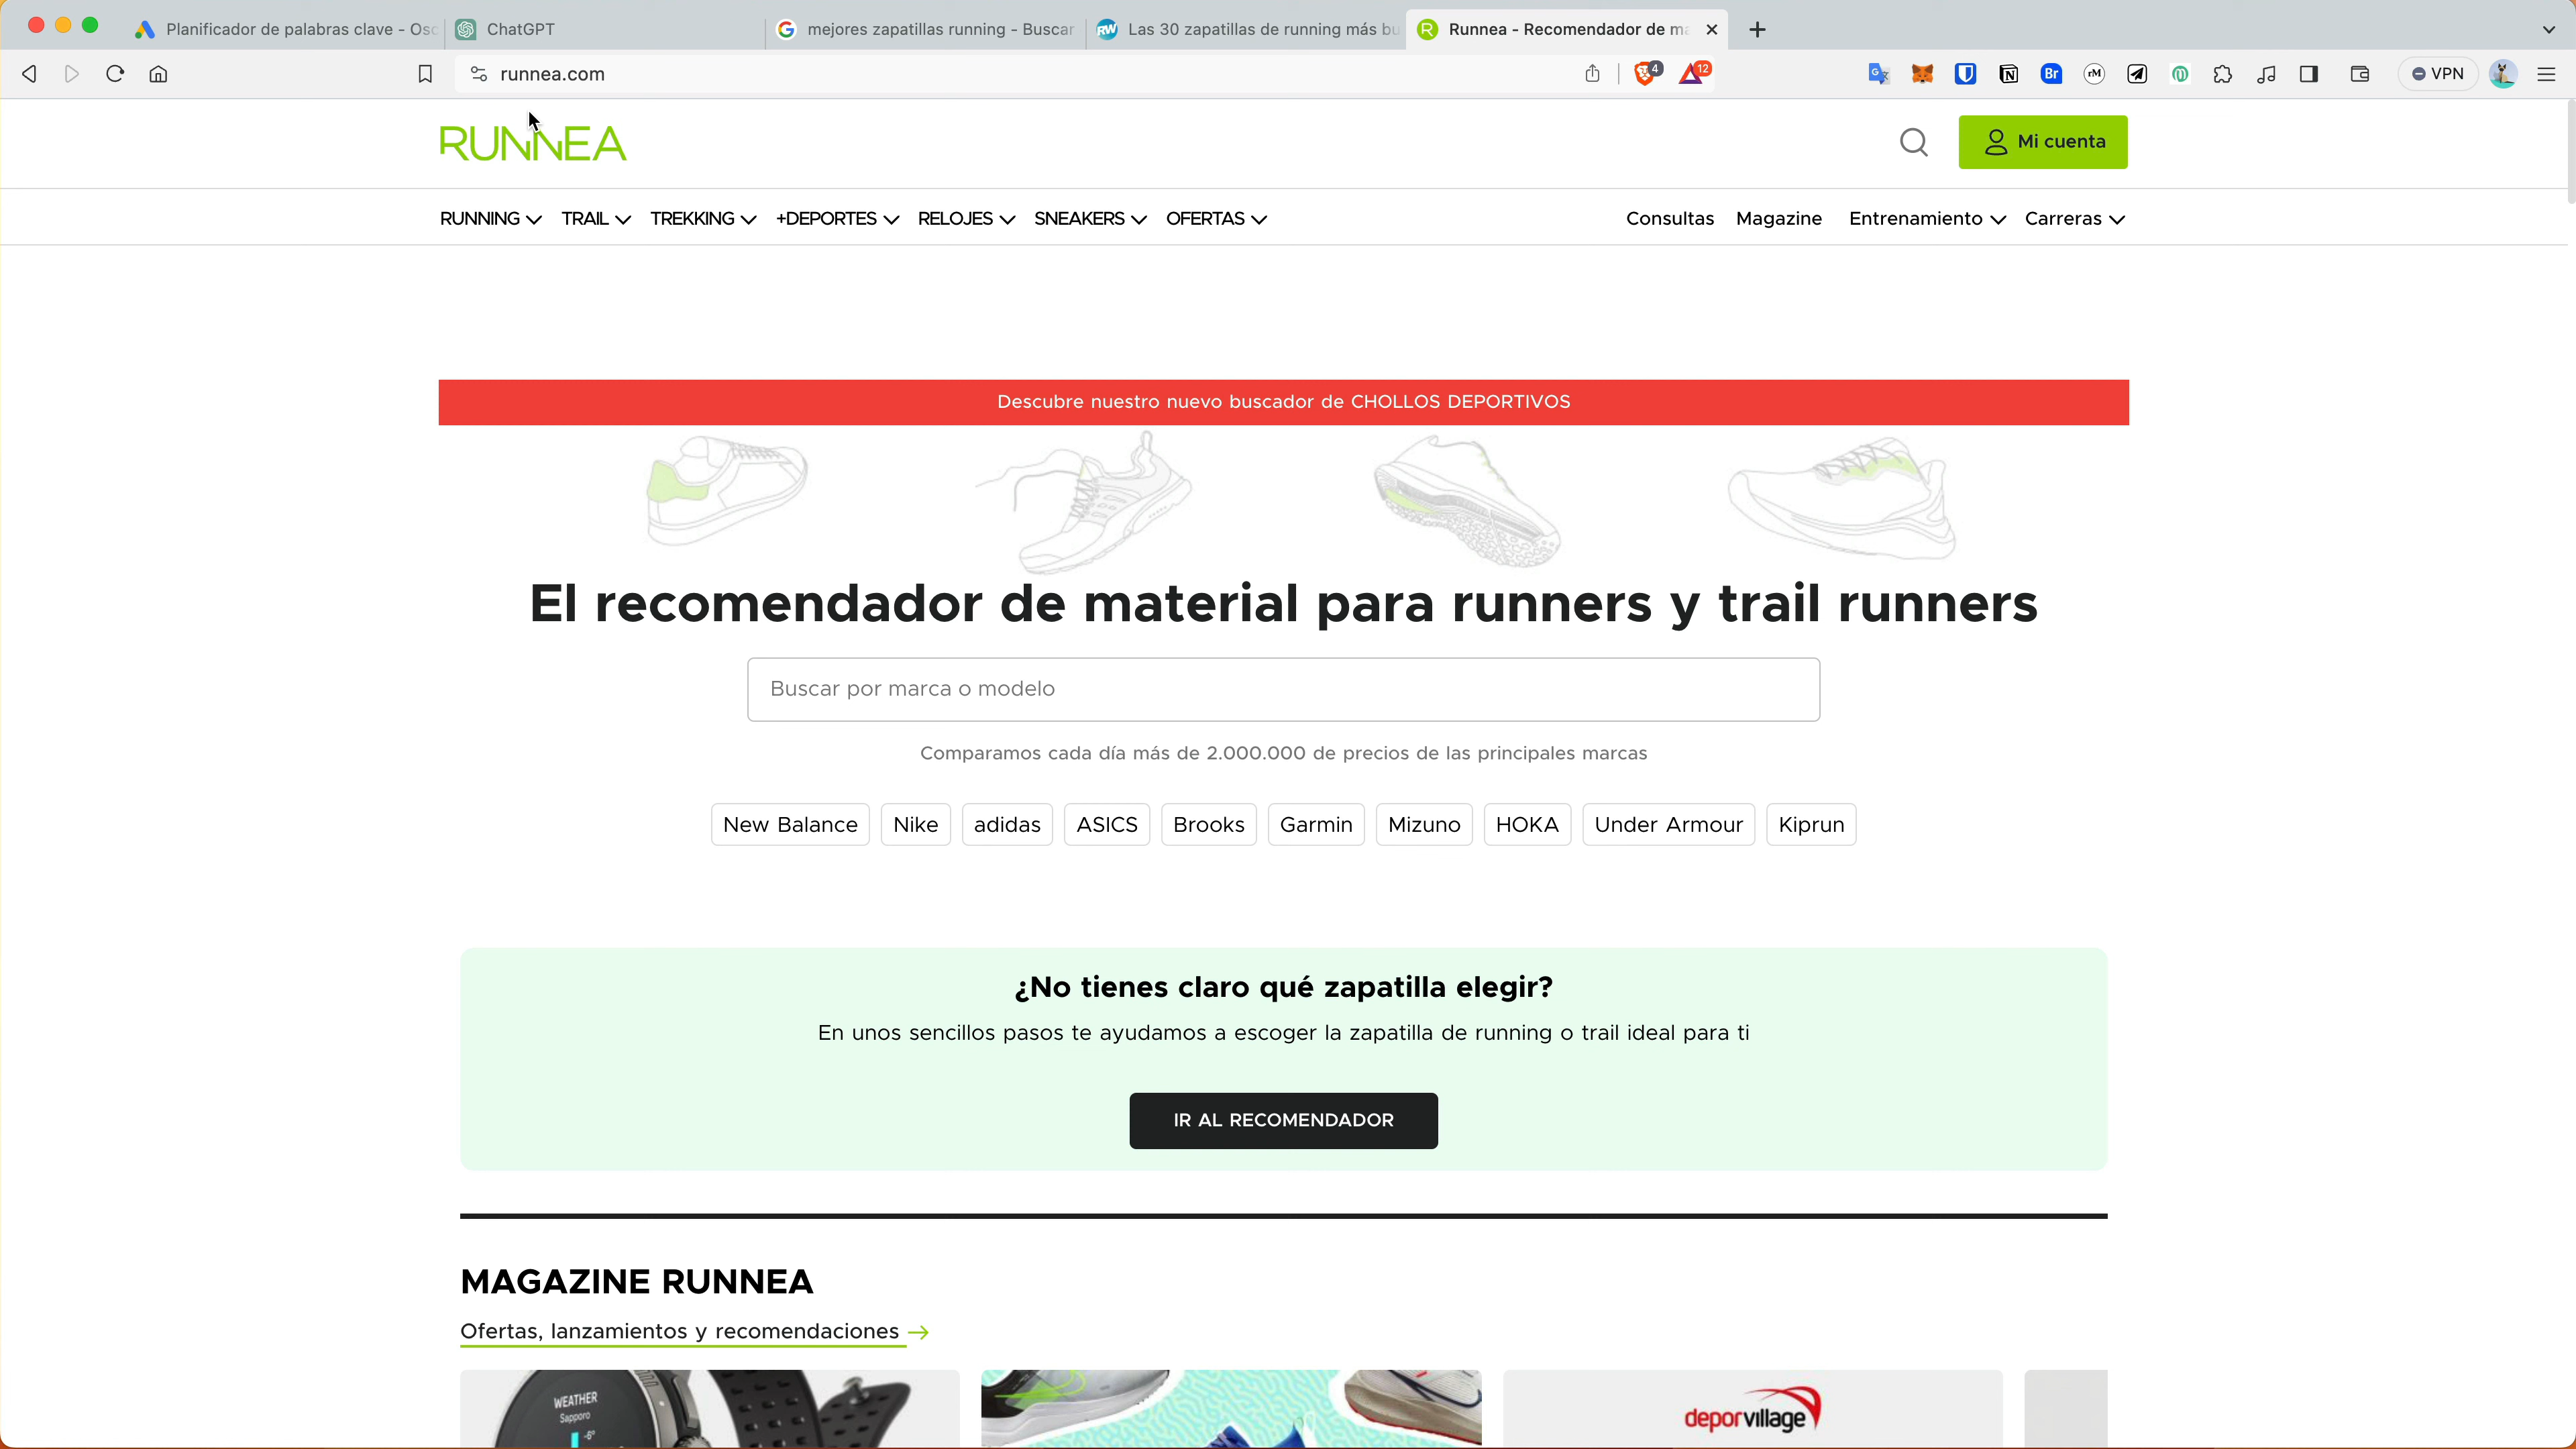 Planificador de palabras clave - Osc
ChatGPT
mejores zapatillas running - Buscar
Las 30 zapatillas de running más bu
Runnea - Recomendador de ma
runnea.com
4
12
Br
rM
VPN
RUNNEA
Mi cuenta
RUNNING
TRAIL
TREKKING
+DEPORTES
RELOJES
SNEAKERS
OFERTAS
Consultas
Magazine
Entrenamiento
Carreras
Descubre nuestro nuevo buscador de CHOLLOS DEPORTIVOS
El recomendador de material para runners y trail runners
Buscar por marca o modelo
Comparamos cada día más de 2.000.000 de precios de las principales marcas
New Balance
Nike
adidas
ASICS
Brooks
Garmin
Mizuno
HOKA
Under Armour
Kiprun
¿No tienes claro qué zapatilla elegir?
En unos sencillos pasos te ayudamos a escoger la zapatilla de running o trail ideal para ti
IR AL RECOMENDADOR
MAGAZINE RUNNEA
Ofertas, lanzamientos y recomendaciones
WEATHER
Sapporo
-6°
deporvillage